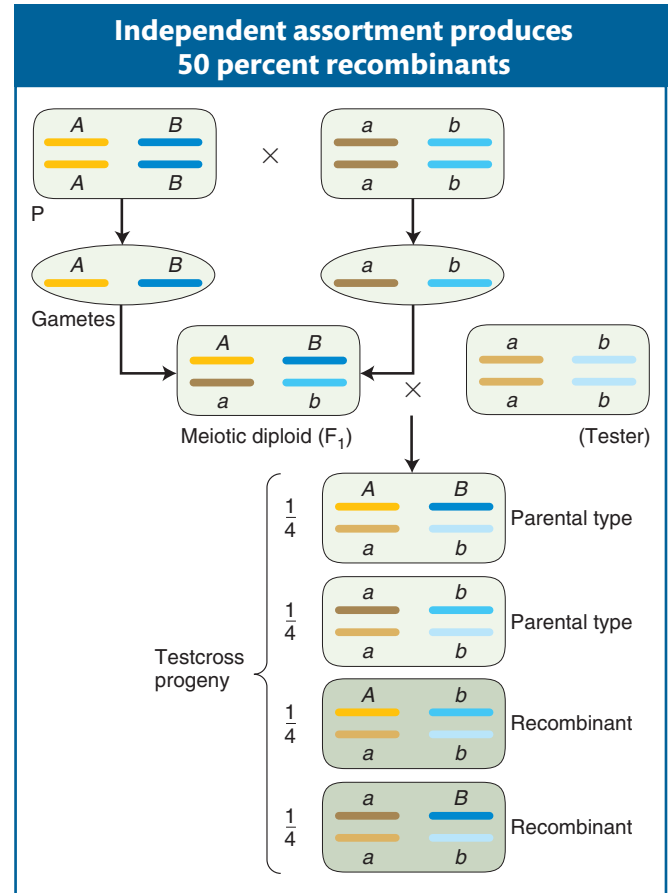 Independent assortment produces
50 percent recombinants
A B
A B
×
a b
a b
P
A B
a b
Gametes
A B
a b
Meiotic diploid (F1)
×
a b
a b
(Tester)
Testcross
progeny
1/4
A B
a b
Parental type
1/4
a b
a b
Parental type
1/4
A b
a b
Recombinant
1/4
a B
a b
Recombinant